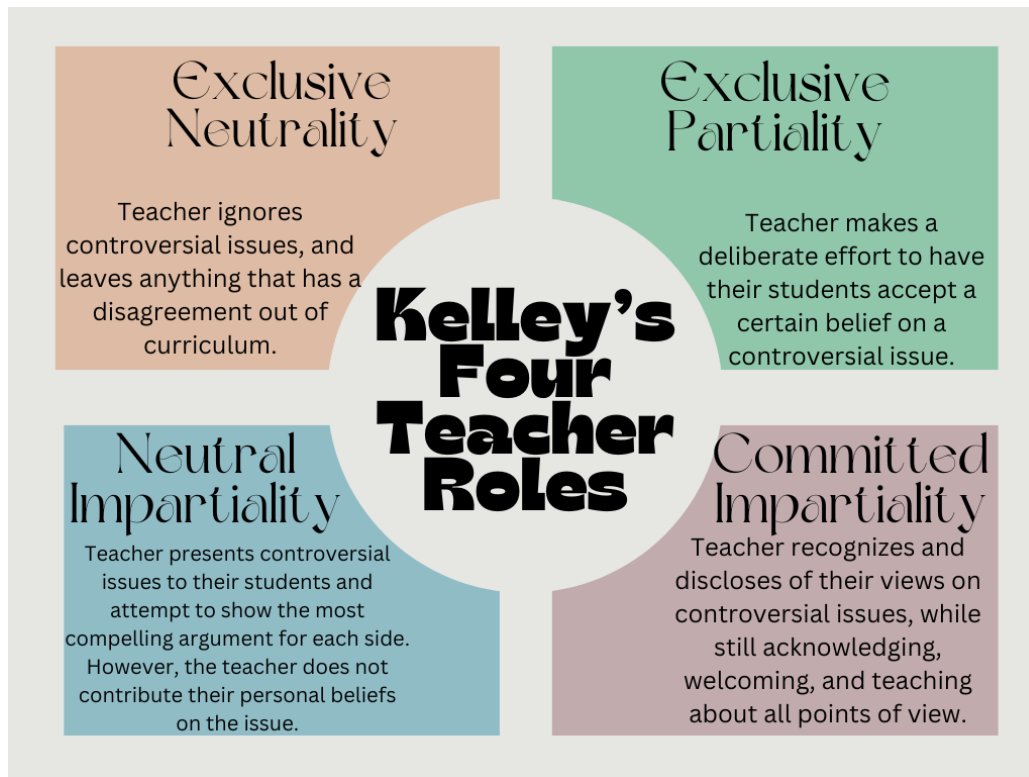 Exclusive
Neutrality
Teacher ignores
controversial issues, and
leaves anything that has a
disagreement out of
curriculum.
Exclusive
Partiality
Teacher makes a
deliberate effort to have
their students accept a
certain belief on a
controversial issue.
Kelley's
Four
Teacher
Roles
Neutral
Impartiality
Teacher presents controversial
issues to their students and
attempt to show the most
compelling argument for each side.
However, the teacher does not
contribute their personal beliefs
on the issue.
Committed
Impartiality
Teacher recognizes and
discloses of their views on
controversial issues, while
still acknowledging,
welcoming, and teaching
about all points of view.